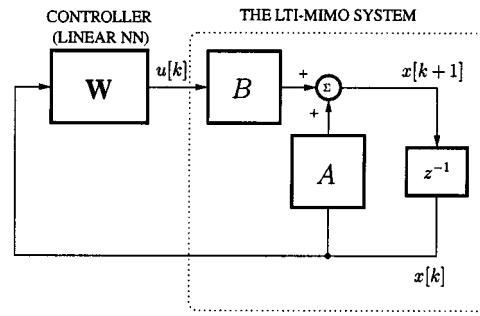 CONTROLLER
(LINEAR NN)
THE LTI-MIMO SYSTEM
W
u[k]
B
+
Σ
+
x[k+1]
A
z⁻¹
x[k]